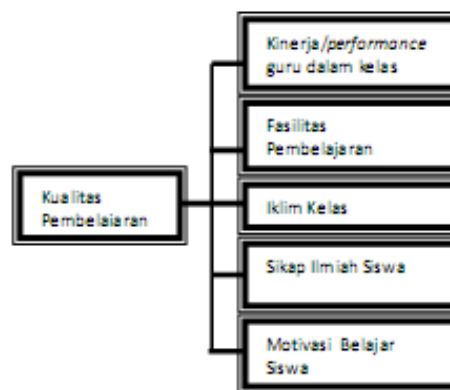 Kinerja/performance
guru dalam kelas
Fasilitas
Pembelajaran
Kualitas
Pembelajaran
Iklim Kelas
Sikap Ilmiah Siswa
Motivasi Belajar
Siswa